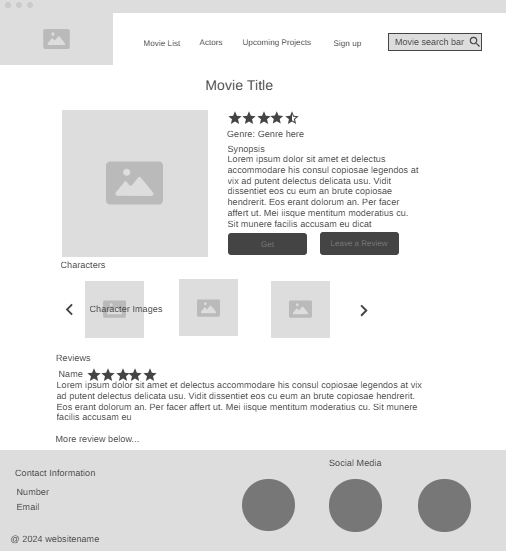 Movie List Actors Upcoming Projects Sign up Movie search bar
Movie Title
Genre: Genre here
Synopsis
Lorem ipsum dolor sit amet et delectus
accommodare his consul copiosae legendos at
vix ad putent delectus delicata usu. Vidit
dissentiet eos cu eum an brute copiosae
hendrerit. Eos erant dolorum an. Per facer
affert ut. Mei iisque mentitum moderatius cu.
Sit munere facilis accusam eu dicat
Get Leave a Review
Characters
Character Images
Reviews
Name
Lorem ipsum dolor sit amet et delectus accommodare his consul copiosae legendos at vix
ad putent delectus delicata usu. Vidit dissentiet eos cu eum an brute copiosae hendrerit.
Eos erant dolorum an. Per facer affert ut. Mei iisque mentitum moderatius cu. Sit munere
facilis accusam eu
More review below...
Social Media
Contact Information
Number
Email
@ 2024 websitename